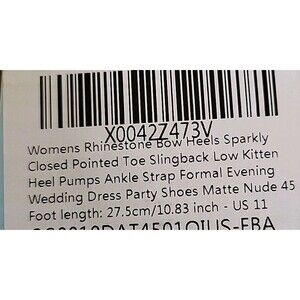 X0042Z473V
Womens Rhinestone Bow Heels Sparkly
Closed Pointed Toe Slingback Low Kitten
Heel Pumps Ankle Strap Formal Evening
Wedding Dress Party Shoes Matte Nude 45
Foot length: 27.5cm/10.83 inch - US 11